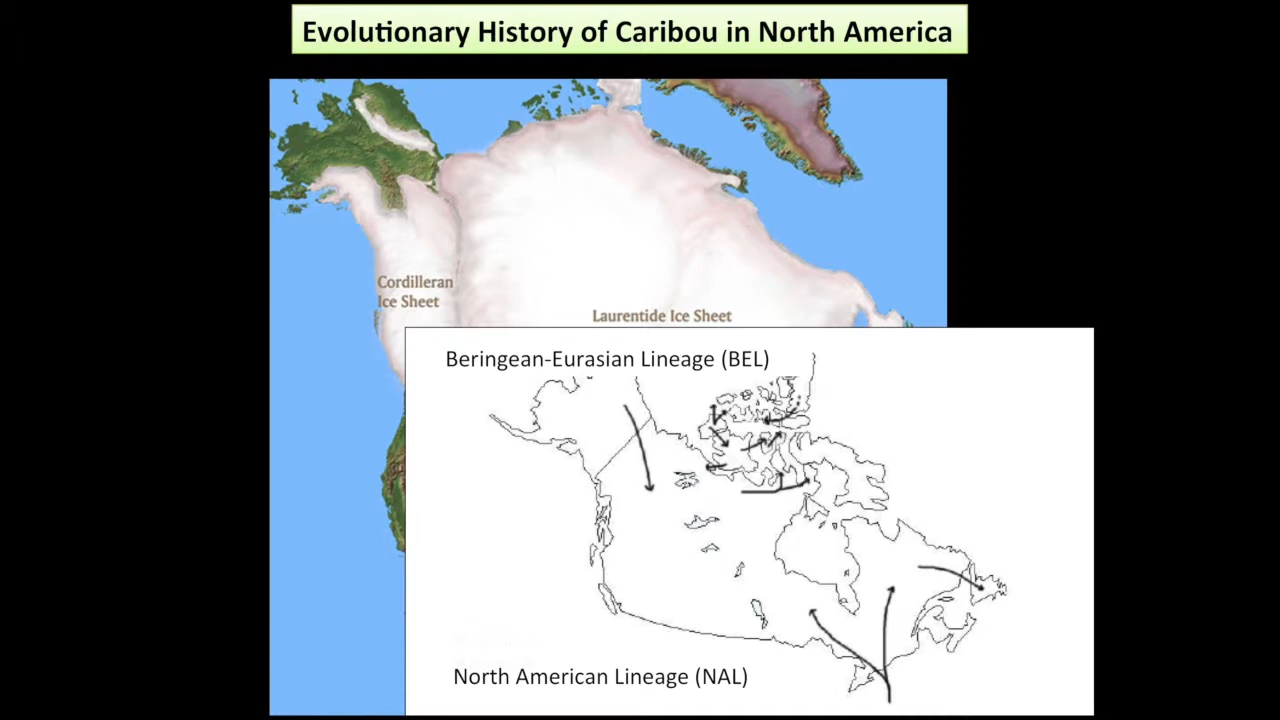 Evolutionary History of Caribou in North America
Cordilleran
Ice Sheet
Laurentide Ice Sheet
Beringean-Eurasian Lineage (BEL)
North American Lineage (NAL)